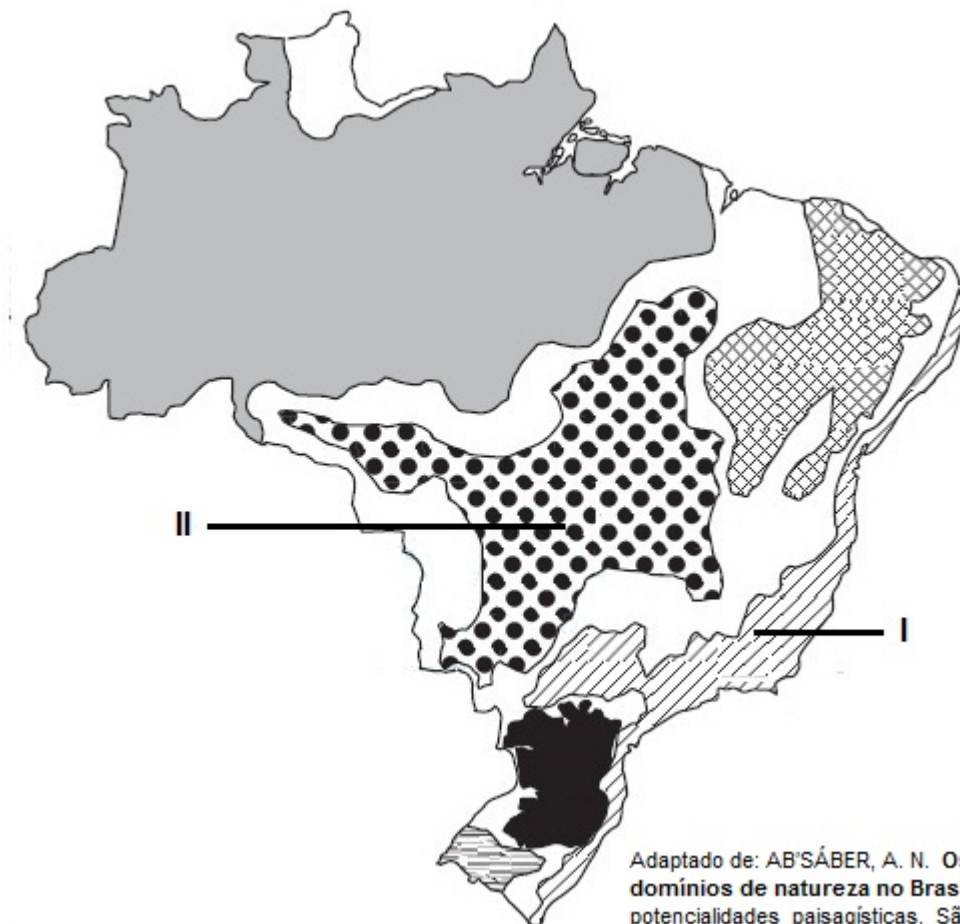 II
I
Adaptado de: AB'SÁBER, A. N. O
domínios de natureza no Bras
potencialidades paisagísticas. Sã